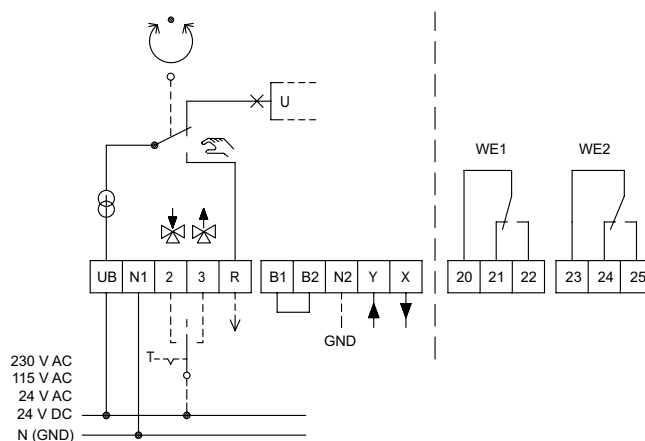 U
WE1 WE2
UB N1 2 3 R B1 B2 N2 Y X 20 21 22 23 24 25
GND
T
230 V AC
115 V AC
24 V AC
24 V DC
N (GND)